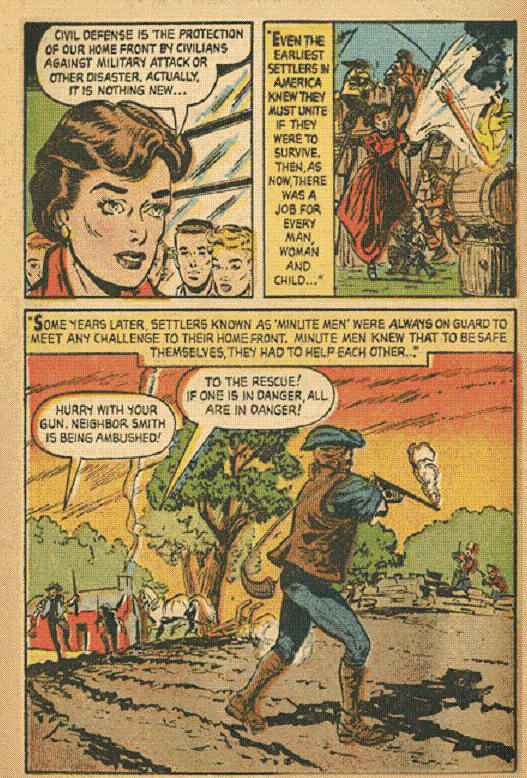 CIVIL DEFENSE IS THE PROTECTION
OF OUR HOME FRONT BY CIVILIANS
AGAINST MILITARY ATTACK OR
OTHER DISASTER. ACTUALLY,
IT IS NOTHING NEW...
"EVEN THE
EARLIEST
SETTLERS IN
AMERICA
KNEW THEY
MUST UNITE
IF THEY
WERE TO
SURVIVE.
THEN, AS
NOW, THERE
WAS A
JOB FOR
EVERY
MAN,
WOMAN
AND
CHILD..."
"SOME YEARS LATER, SETTLERS KNOWN AS 'MINUTE MEN' WERE ALWAYS ON GUARD TO
MEET ANY CHALLENGE TO THEIR HOMEFRONT. MINUTE MEN KNEW THAT TO BE SAFE
THEMSELVES, THEY HAD TO HELP EACH OTHER..."
HURRY WITH YOUR
GUN. NEIGHBOR SMITH
IS BEING AMBUSHED!
TO THE RESCUE!
IF ONE IS IN DANGER, ALL
ARE IN DANGER!